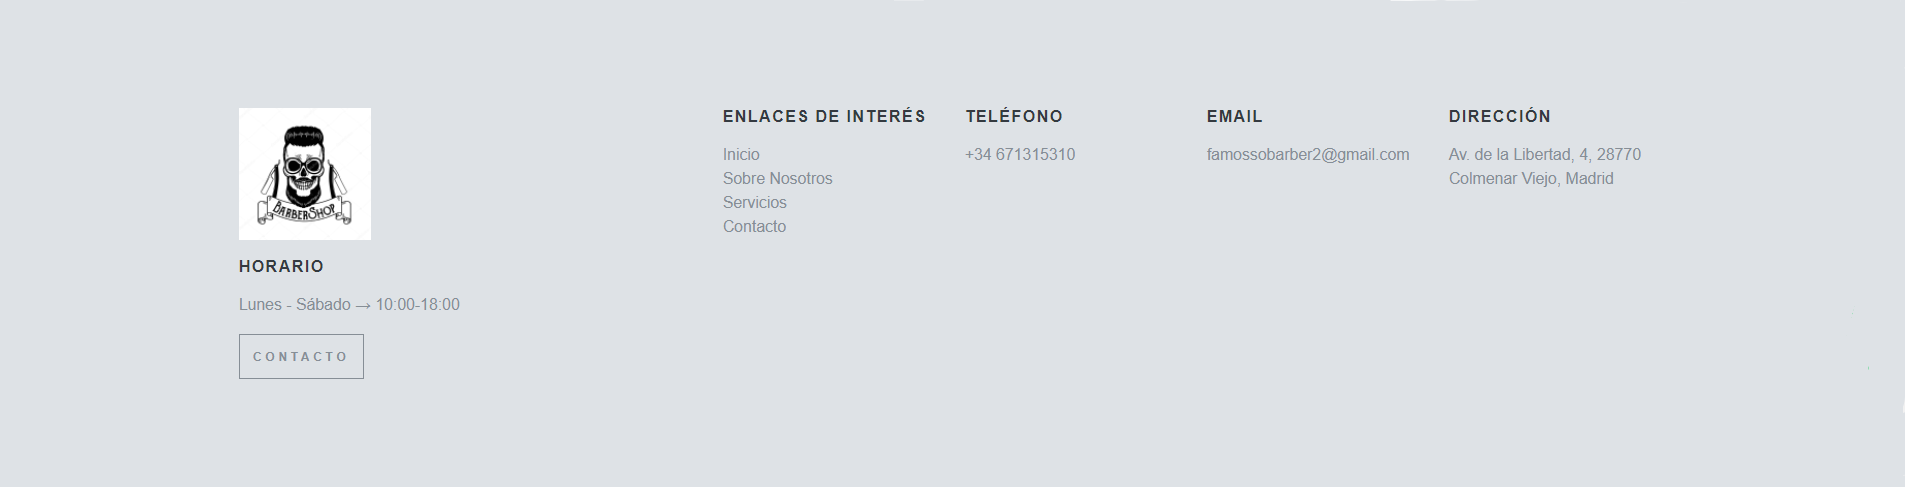 BARBERSHOP
HORARIO
Lunes - Sábado → 10:00-18:00
CONTACTO
ENLACES DE INTERÉS
Inicio
Sobre Nosotros
Servicios
Contacto
TELÉFONO
+34 671315310
EMAIL
famossobarber2@gmail.com
DIRECCIÓN
Av. de la Libertad, 4, 28770
Colmenar Viejo, Madrid